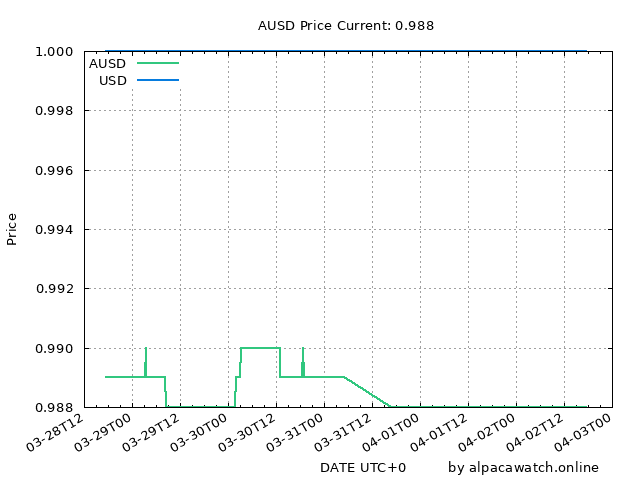 AUSD Price Current: 0.988
1.000
AUSD
USD
0.998
0.996
0.994
Price
0.992
0.990
0.988
03-28T12 03-29T00 03-29T12 03-30T00 03-30T12 03-31T00 03-31T12 04-01T00 04-01T12 04-02T00 04-02T12 04-03T00
DATE UTC+0 by alpacawatch.online